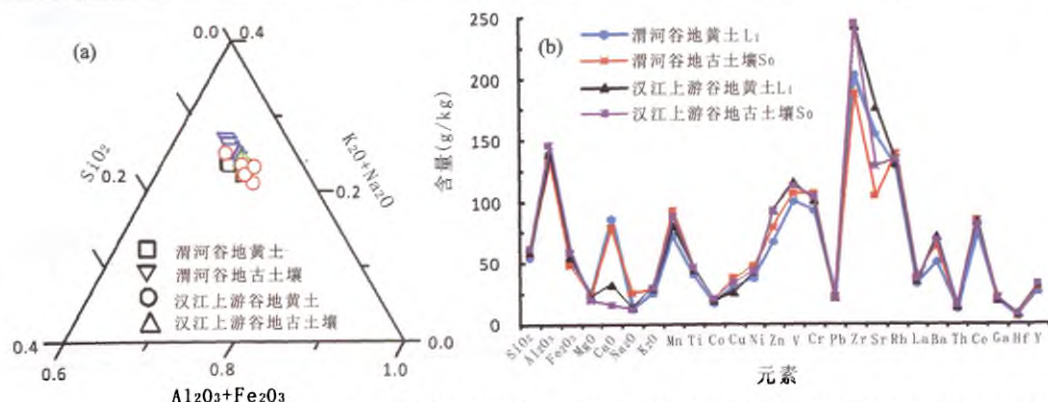 (a)
0.0 0.4
SiO₂
0.2
K₂O+Na₂O
0.2
渭河谷地黄土
渭河谷地古土壤
汉江上游谷地黄土
汉江上游谷地古土壤
0.4
0.0
0.6 0.8 1.0
Al₂O₃+Fe₂O₃
(b)
250
200
150
100
50
0
含量(g/kg)
渭河谷地黄土L₁
渭河谷地古土壤S₀
汉江上游谷地黄土L₁
汉江上游谷地古土壤S₀
SiO₂ Al₂O₃ Fe₂O₃ MgO CaO Na₂O K₂O Mn Ti Co Cu Ni Zn V Cr Pb Zr Sr Rb La Ba Th Ce Ga Hf Y
元素